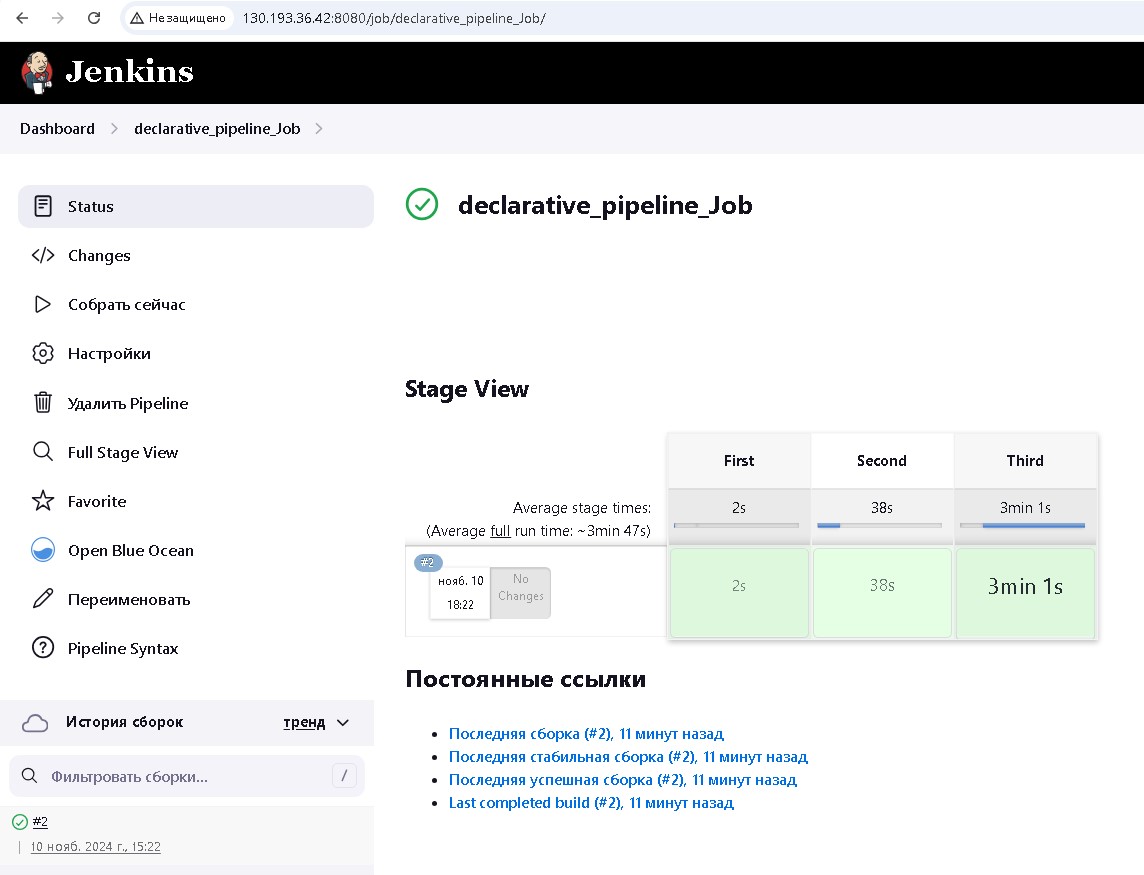 Не защищено 130.193.36.42:8080/job/declarative_pipeline_Job/
Jenkins
Dashboard declarative_pipeline_Job
Status
Changes
Собрать сейчас
Настройки
Удалить Pipeline
Full Stage View
Favorite
Open Blue Ocean
Переименовать
Pipeline Syntax
История сборок тренд
Фильтровать сборки... /
#2
10 нояб. 2024 г., 15:22
declarative_pipeline_Job
Stage View
First Second Third
Average stage times: 2s 38s 3min 1s
(Average full run time: ~3min 47s)
#2
нояб. 10 No
18:22 Changes
2s 38s 3min 1s
Постоянные ссылки
Последняя сборка (#2), 11 минут назад
Последняя стабильная сборка (#2), 11 минут назад
Последняя успешная сборка (#2), 11 минут назад
Last completed build (#2), 11 минут назад